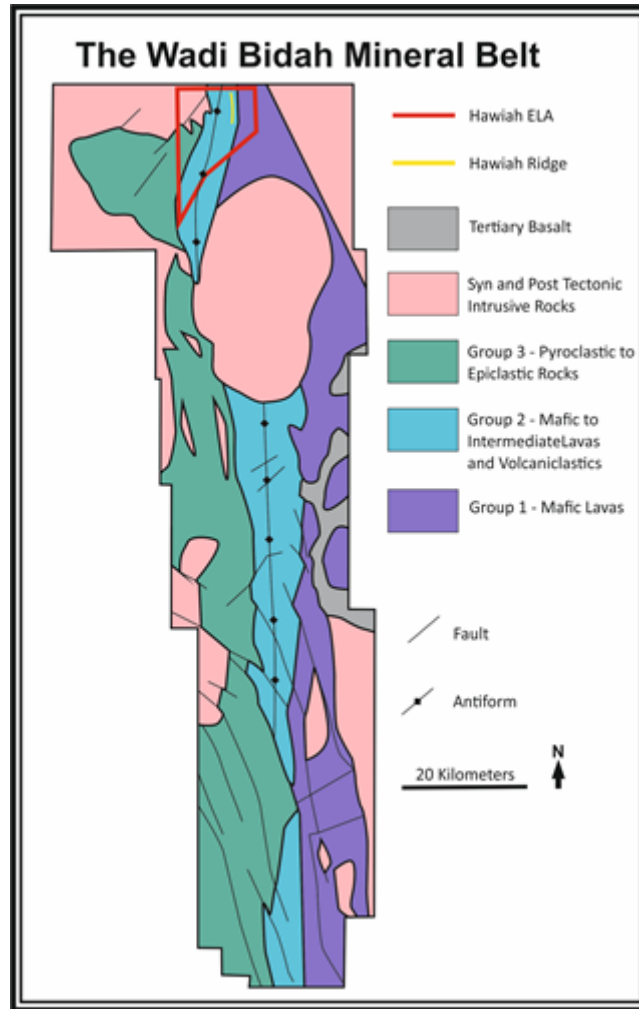 The Wadi Bidah Mineral Belt
Hawiah ELA
Hawiah Ridge
Tertiary Basalt
Syn and Post Tectonic
Intrusive Rocks
Group 3 - Pyroclastic to
Epiclastic Rocks
Group 2 - Mafic to
IntermediateLavas
and Volcaniclastics
Group 1 - Mafic Lavas
Fault
Antiform
N
20 Kilometers